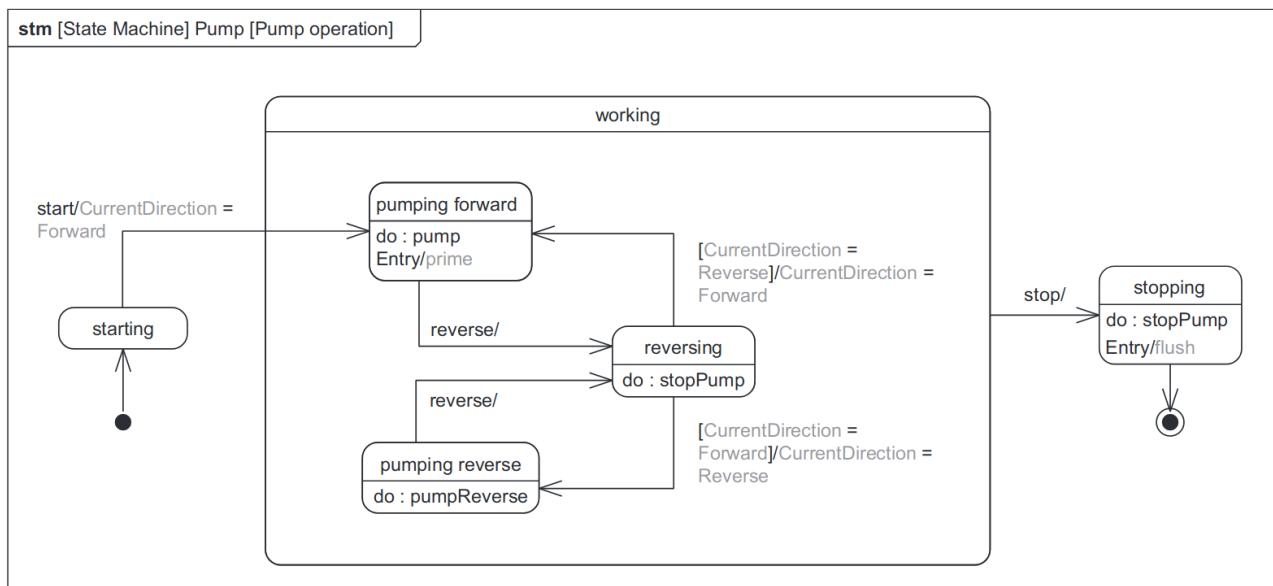 stm [State Machine] Pump [Pump operation]
working
start/CurrentDirection =
Forward
pumping forward
do : pump
Entry/prime
[CurrentDirection =
Reverse]/CurrentDirection =
Forward
starting
reverse/
reversing
do : stopPump
stop/
stopping
do : stopPump
Entry/flush
reverse/
[CurrentDirection =
Forward]/CurrentDirection =
Reverse
pumping reverse
do : pumpReverse